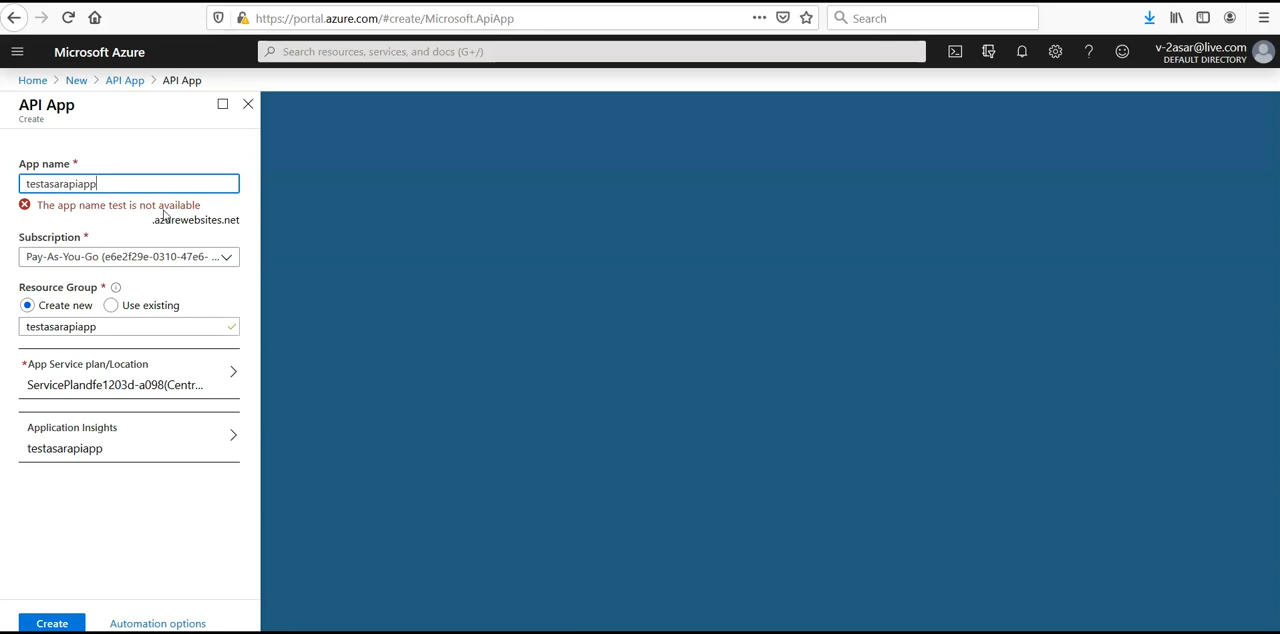 https://portal.azure.com/#create/Microsoft.ApiApp
Search
Microsoft Azure
Search resources, services, and docs (G+/)
v-2asar@live.com
DEFAULT DIRECTORY
Home > New > API App > API App
API App
Create
App name *
testasarapiapp
The app name test is not available
.azurewebsites.net
Subscription *
Pay-As-You-Go (e6e2f29e-0310-47e6- ...
Resource Group *
Create new
Use existing
testasarapiapp
*App Service plan/Location
ServicePlandfe1203d-a098(Centr...
Application Insights
testasarapiapp
Create
Automation options